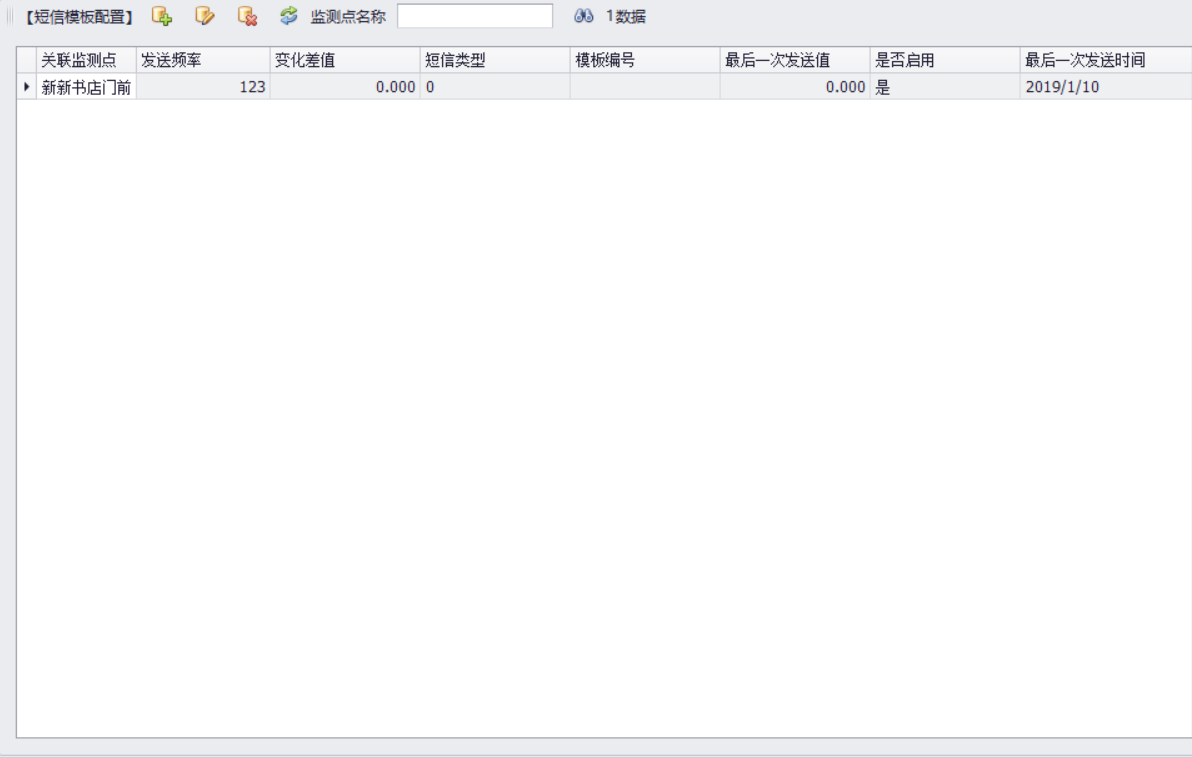 【短信模板配置】 监测点名称 1数据
关联监测点 发送频率 变化差值 短信类型 模板编号 最后一次发送值 是否启用 最后一次发送时间
新新书店门前 123 0.000 0 0.000 是 2019/1/10